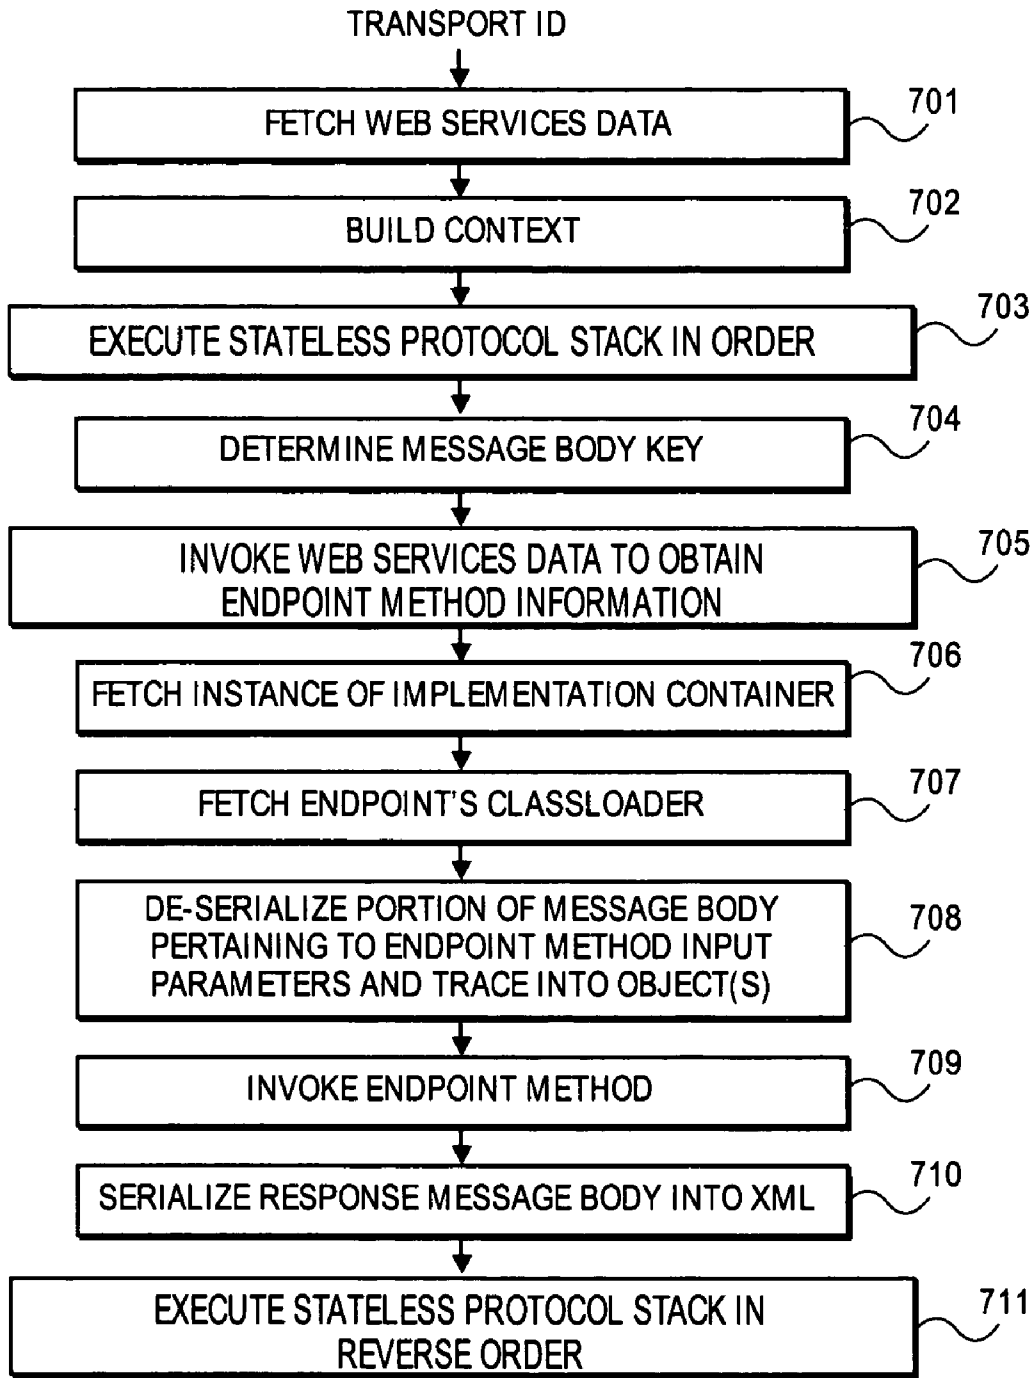 TRANSPORT ID
FETCH WEB SERVICES DATA
701
BUILD CONTEXT
702
EXECUTE STATELESS PROTOCOL STACK IN ORDER
703
DETERMINE MESSAGE BODY KEY
704
INVOKE WEB SERVICES DATA TO OBTAIN
ENDPOINT METHOD INFORMATION
705
FETCH INSTANCE OF IMPLEMENTATION CONTAINER
706
FETCH ENDPOINT'S CLASSLOADER
707
DE-SERIALIZE PORTION OF MESSAGE BODY
PERTAINING TO ENDPOINT METHOD INPUT
PARAMETERS AND TRACE INTO OBJECT(S)
708
INVOKE ENDPOINT METHOD
709
SERIALIZE RESPONSE MESSAGE BODY INTO XML
710
EXECUTE STATELESS PROTOCOL STACK IN
REVERSE ORDER
711